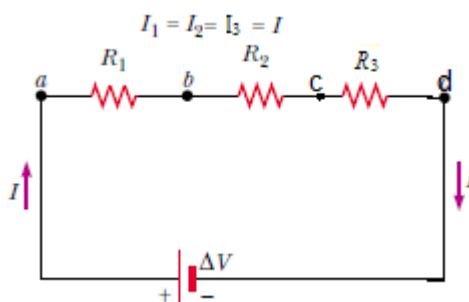 I₁ = I₂= I₃ = I
R₁ R₂ R₃
a b c d
I I
ΔV
+ −